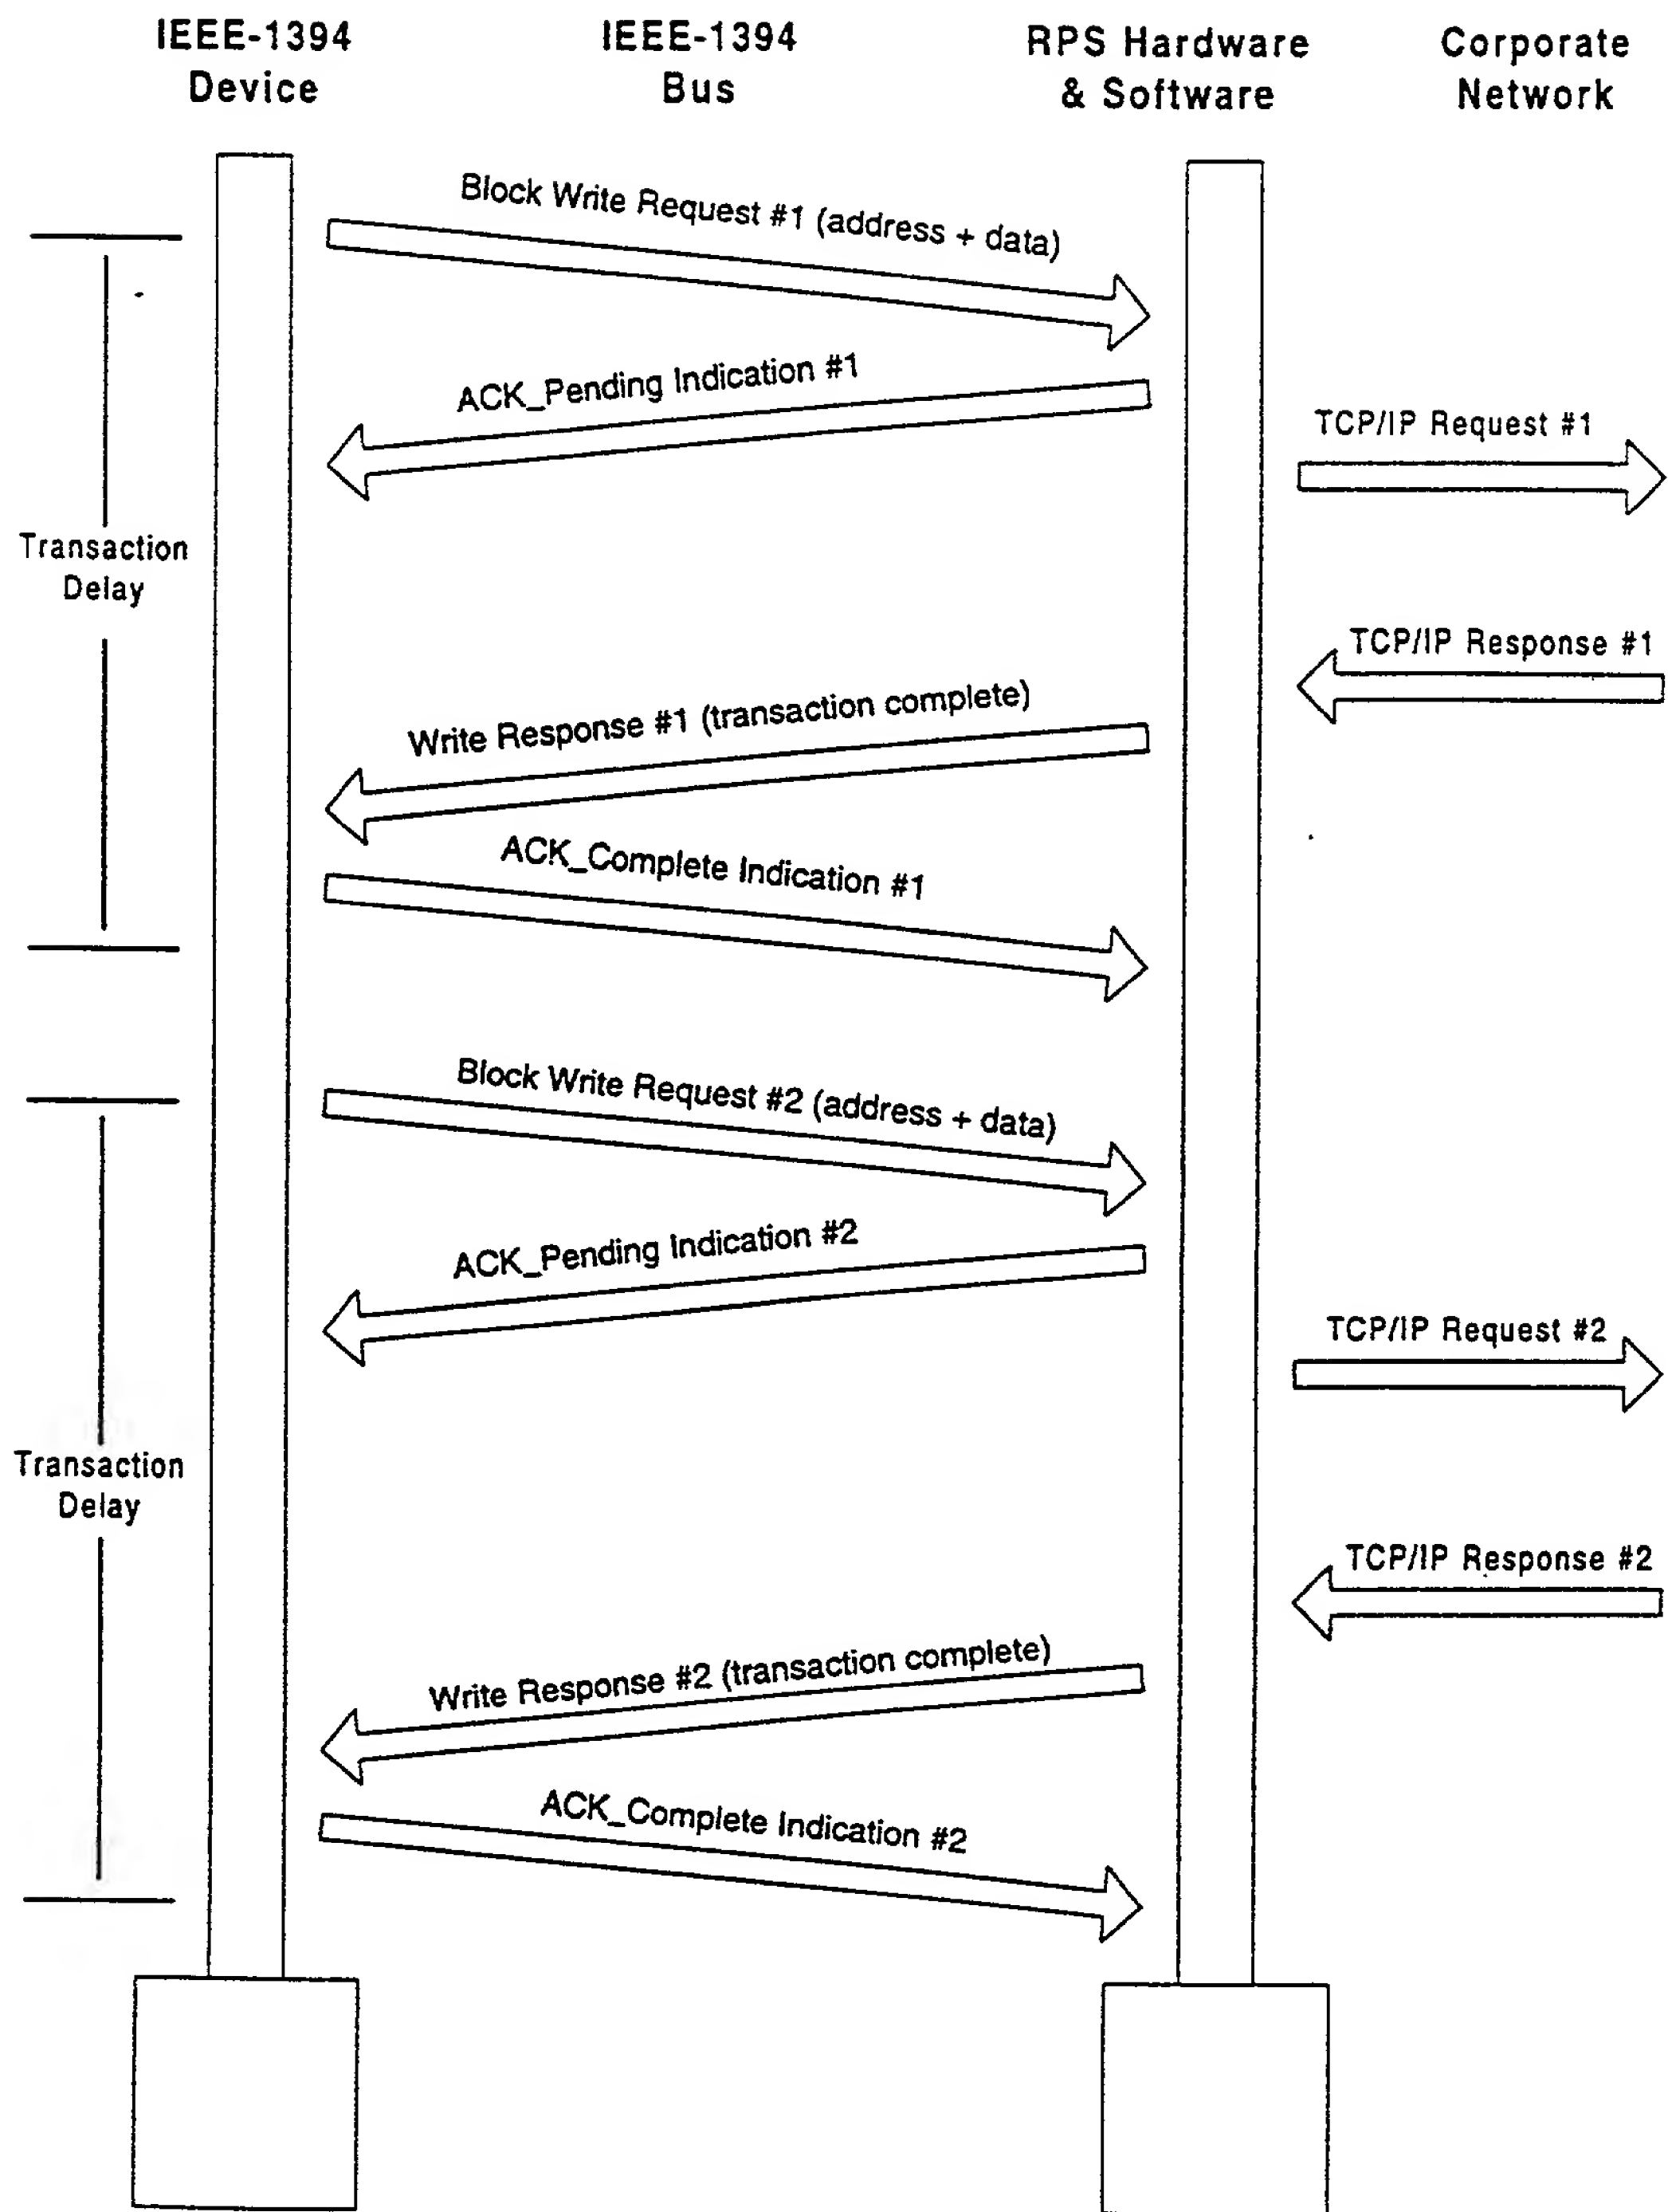 IEEE-1394
Device
IEEE-1394
Bus
RPS Hardware
& Software
Corporate
Network
Block Write Request #1 (address + data)
ACK_Pending Indication #1
TCP/IP Request #1
Transaction
Delay
TCP/IP Response #1
Write Response #1 (transaction complete)
ACK_Complete Indication #1
Block Write Request #2 (address + data)
ACK_Pending Indication #2
TCP/IP Request #2
Transaction
Delay
TCP/IP Response #2
Write Response #2 (transaction complete)
ACK_Complete Indication #2